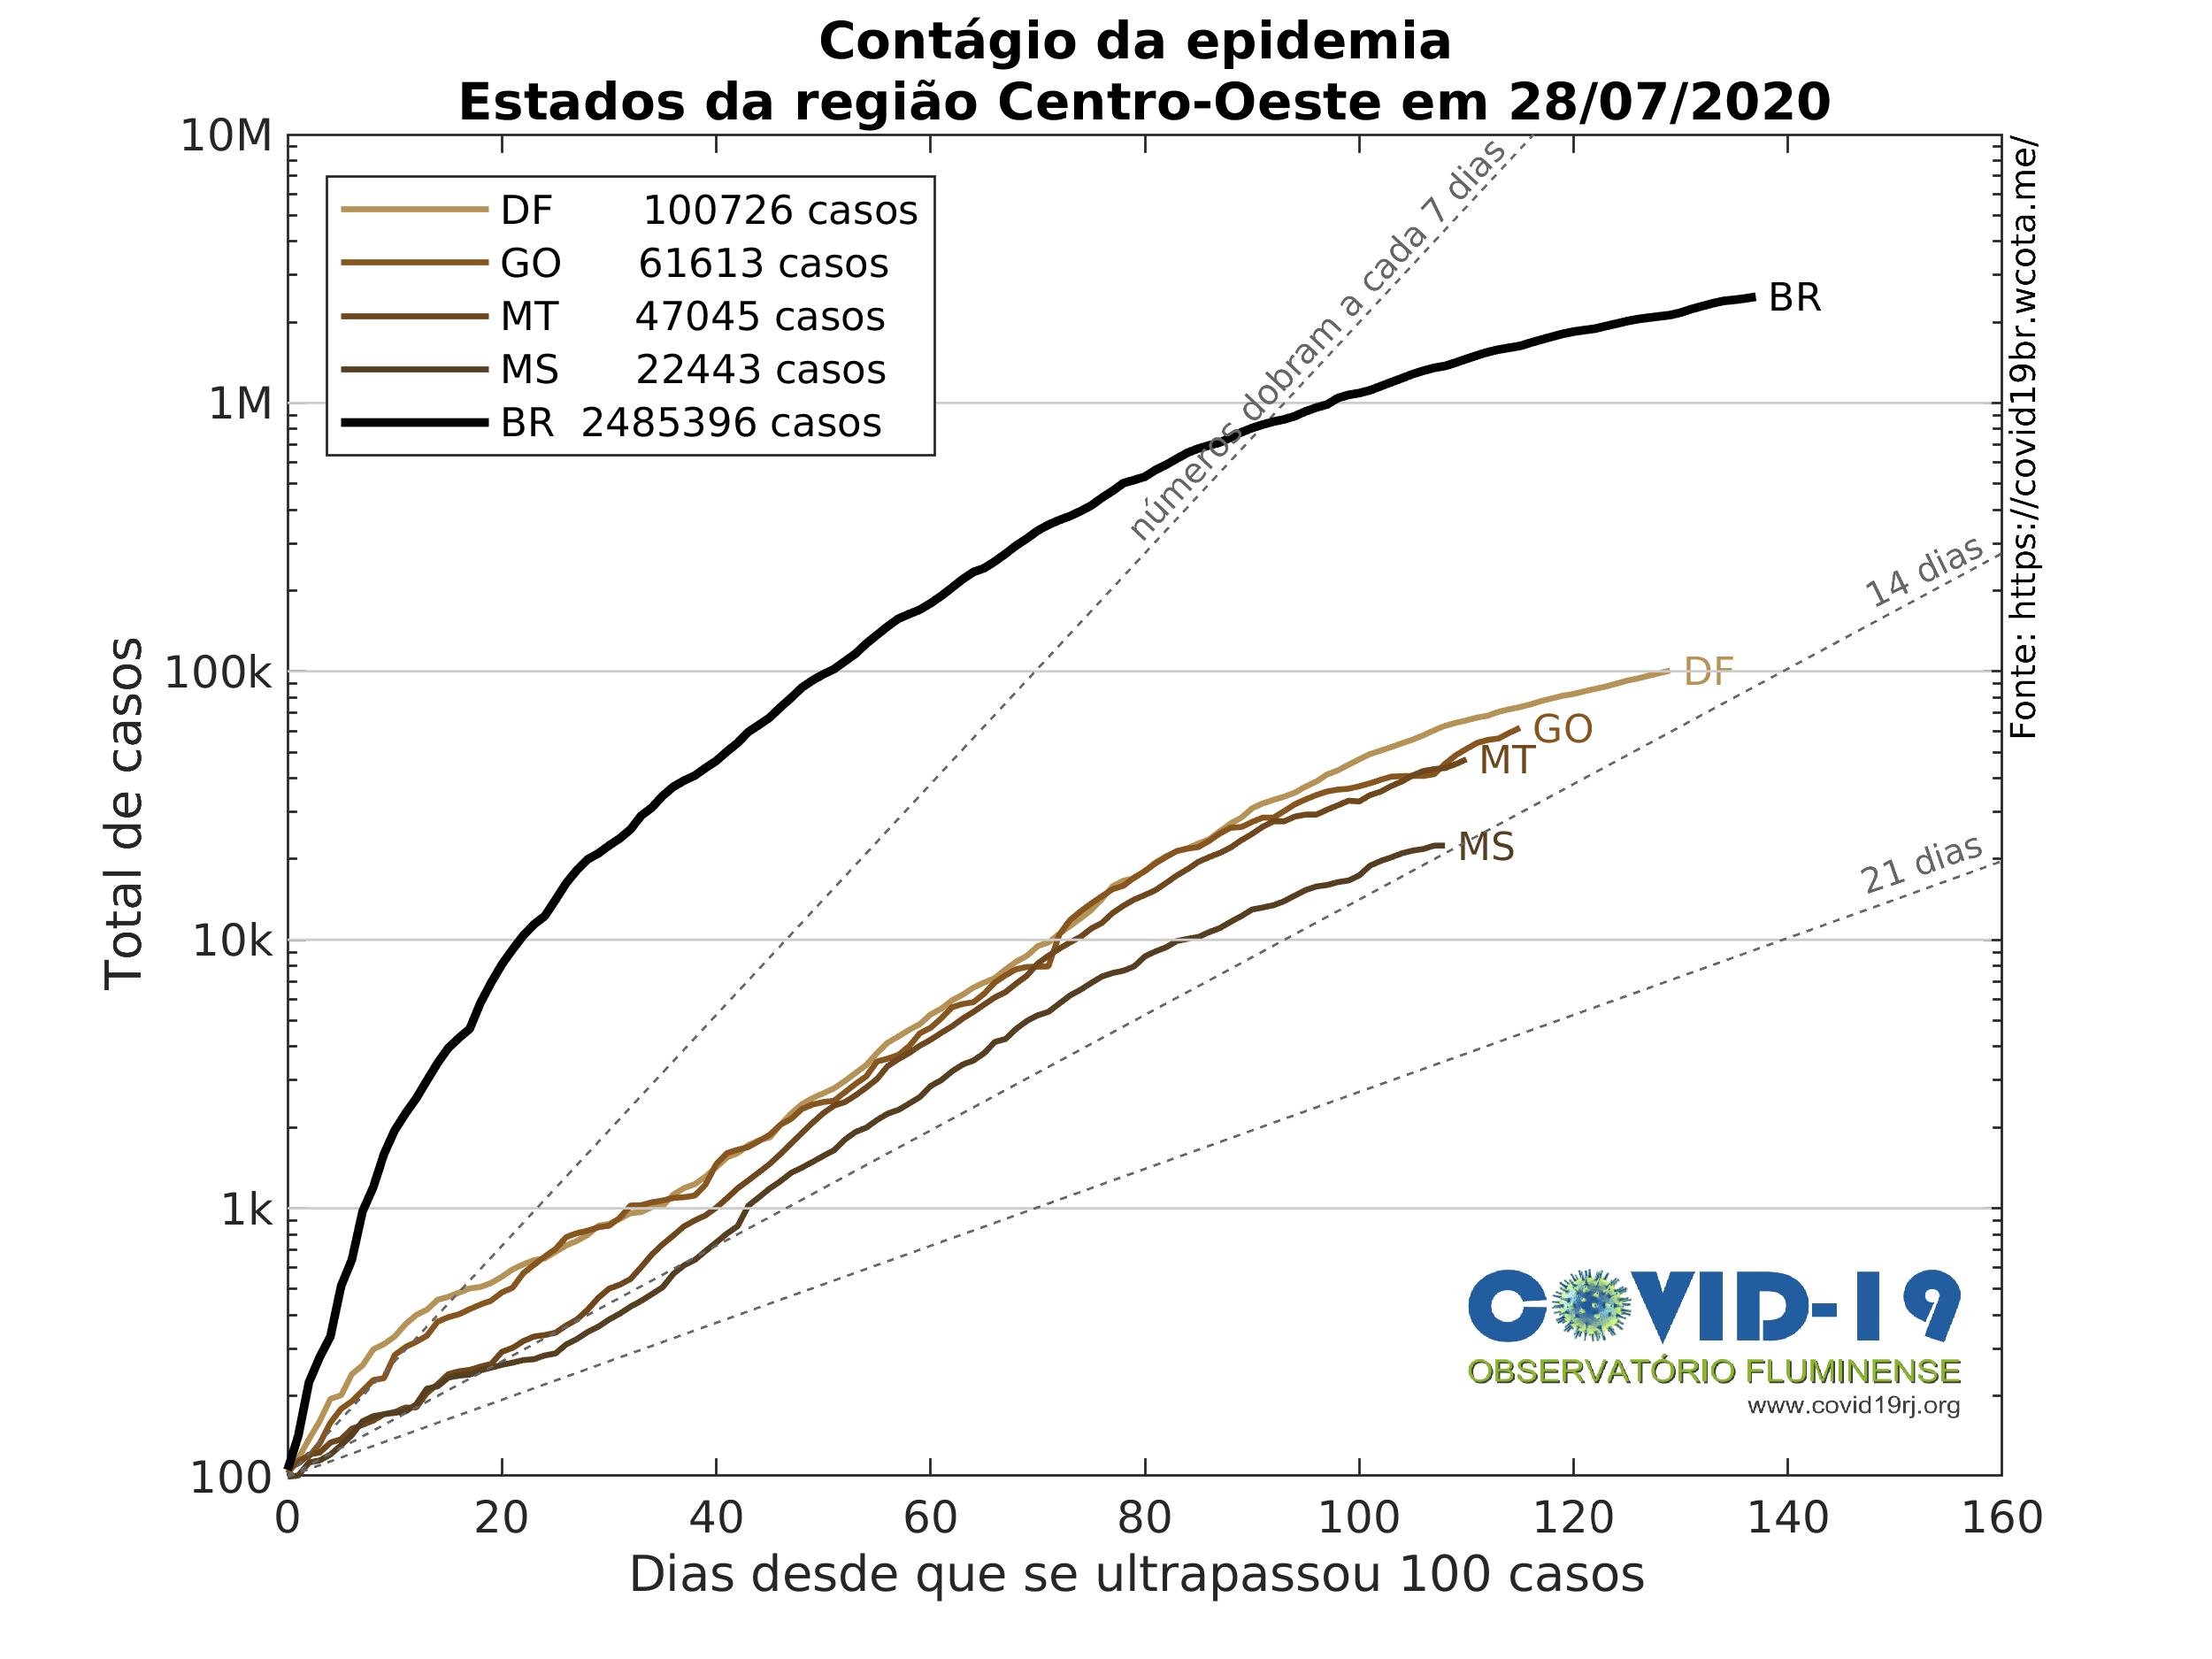 Contágio da epidemia
Estados da região Centro-Oeste em 28/07/2020
10M
1M
100k
10k
1k
100
Total de casos
DF 100726 casos
GO 61613 casos
MT 47045 casos
MS 22443 casos
BR 2485396 casos
números dobram a cada 7 dias
14 dias
21 dias
BR
DF
GO
MT
MS
Fonte: https://covid19br.wcota.me/
COVID-19
OBSERVATÓRIO FLUMINENSE
www.covid19rj.org
0 20 40 60 80 100 120 140 160
Dias desde que se ultrapassou 100 casos